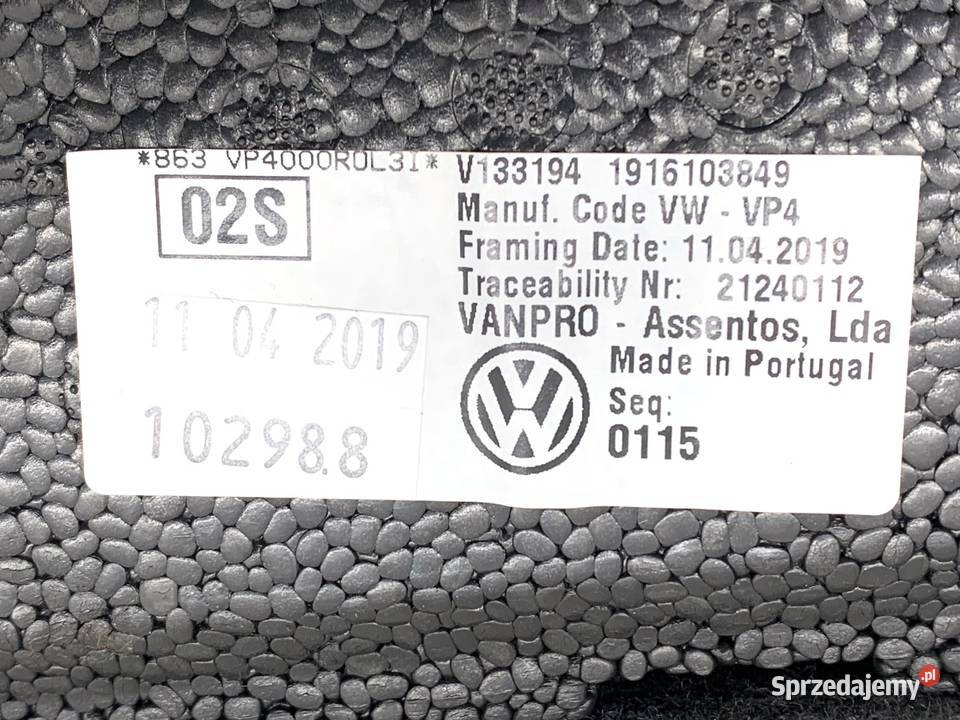 *863 VP4000R0L3I*
02S
11 04 2019
102988
V133194 1916103849
Manuf. Code VW - VP4
Framing Date: 11.04.2019
Traceability Nr: 21240112
VANPRO - Assentos, Lda
Made in Portugal
Seq:
0115
Sprzedajemy.pl